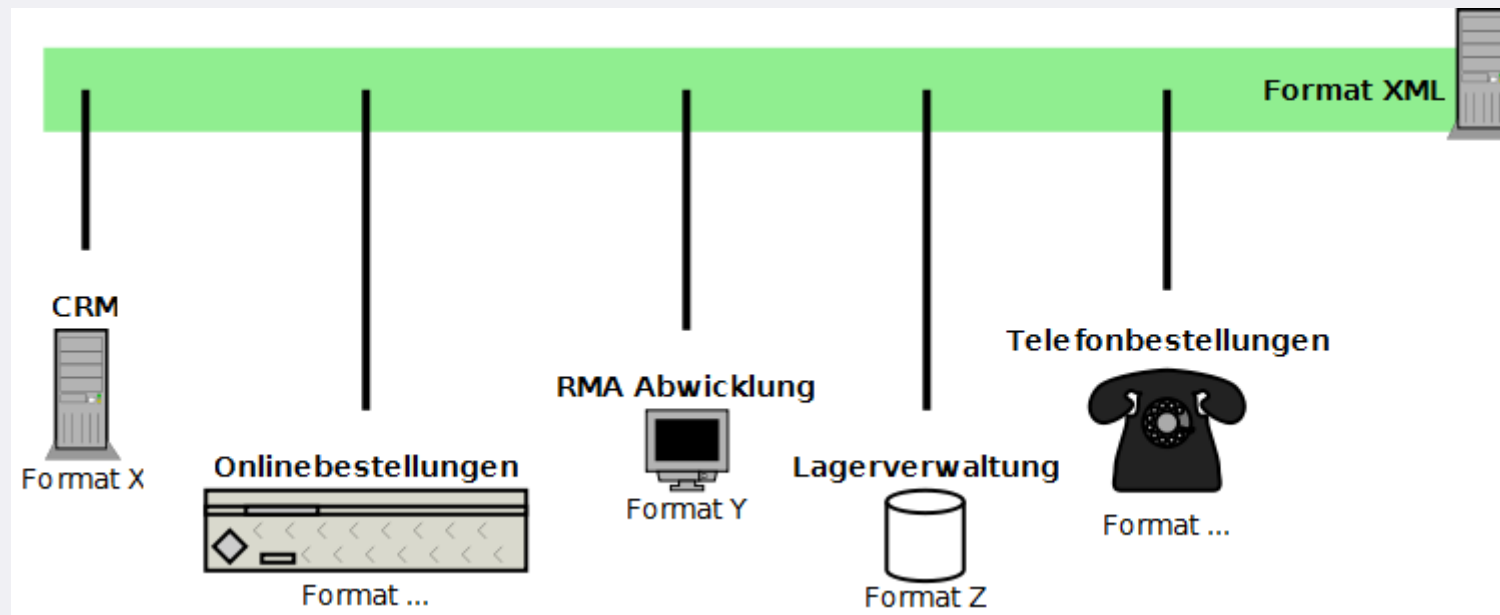 Format XML
CRM
Format X
Onlinebestellungen
Format ...
RMA Abwicklung
Format Y
Lagerverwaltung
Format Z
Telefonbestellungen
Format ...